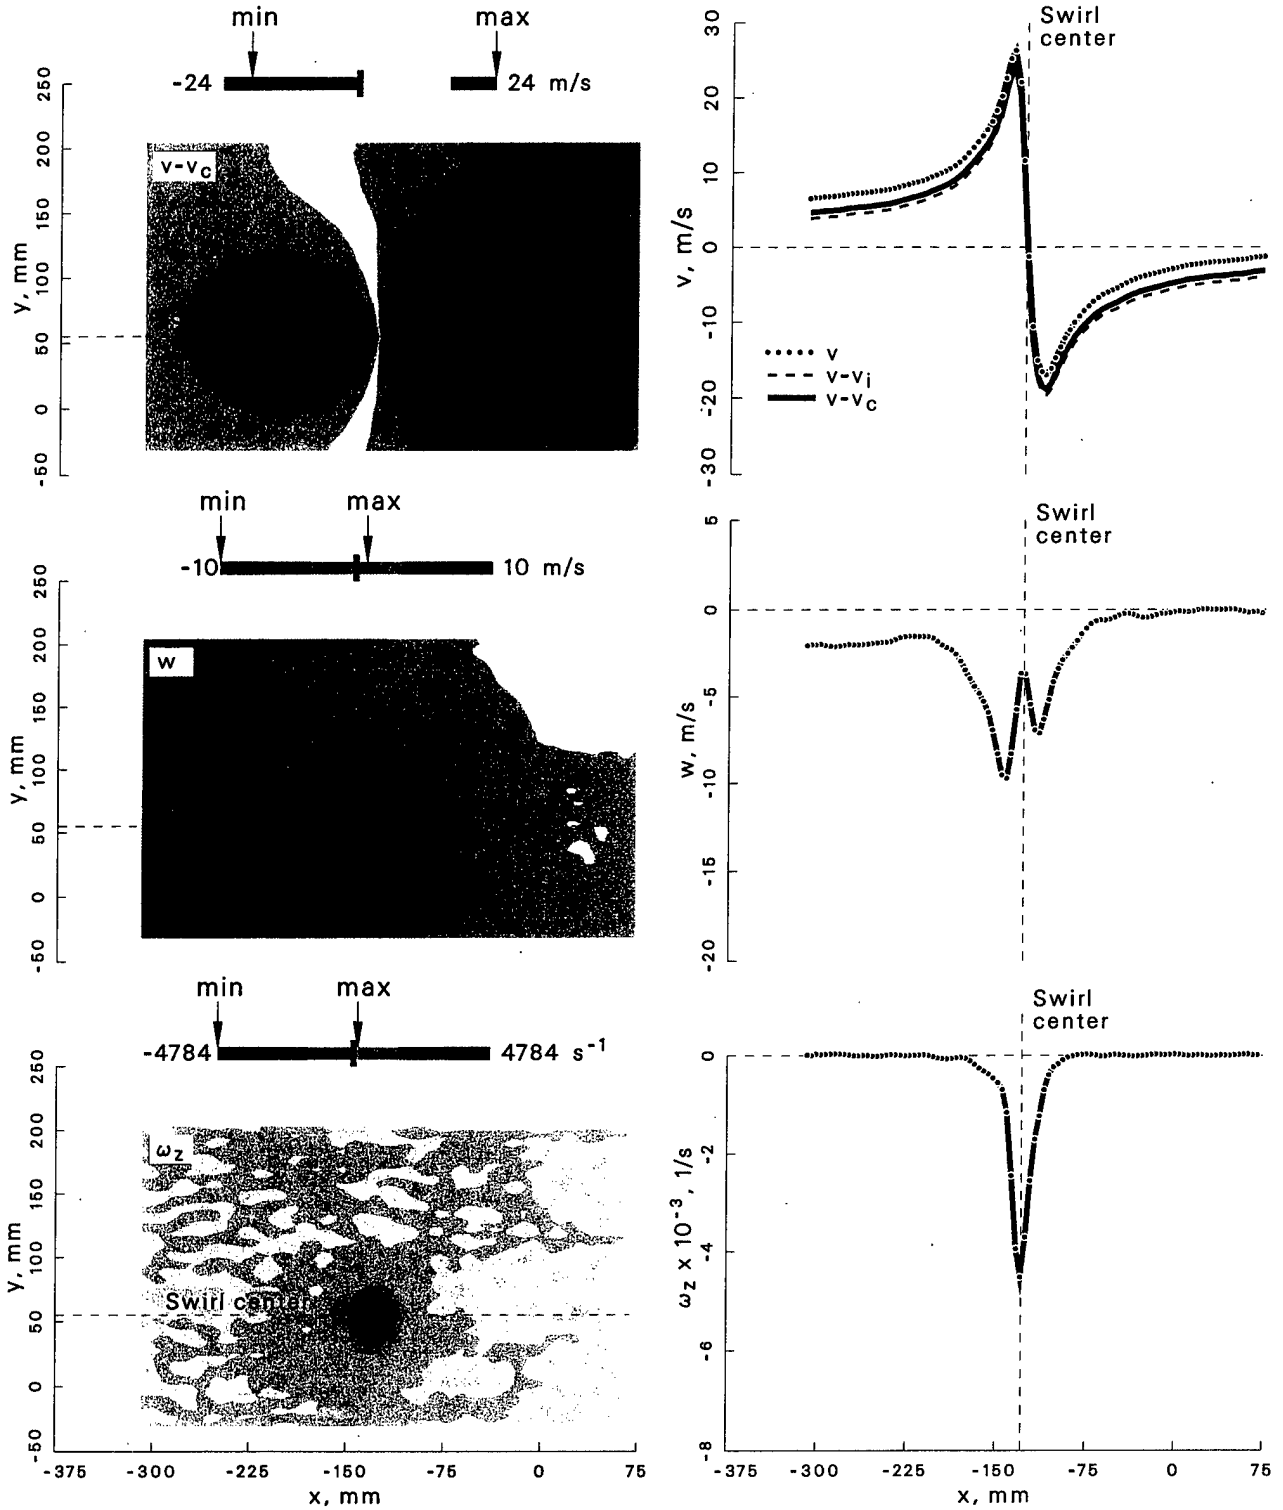 min max
-24 24 m/s
v-vc
250
200
150
100
50
0
-50
y, mm
Swirl
center
30
20
10
0
-10
-20
-30
v, m/s
v
v-vi
v-vc
min max
-10 10 m/s
w
250
200
150
100
50
0
-50
y, mm
Swirl
center
5
0
-5
-10
-15
-20
w, m/s
min max
-4784 4784 s⁻¹
ωz
Swirl center
250
200
150
100
50
0
-50
y, mm
-375 -300 -225 -150 -75 0 75
x, mm
Swirl
center
0
-2
-4
-6
-8
ωz x 10⁻³, 1/s
-375 -300 -225 -150 -75 0 75
x, mm